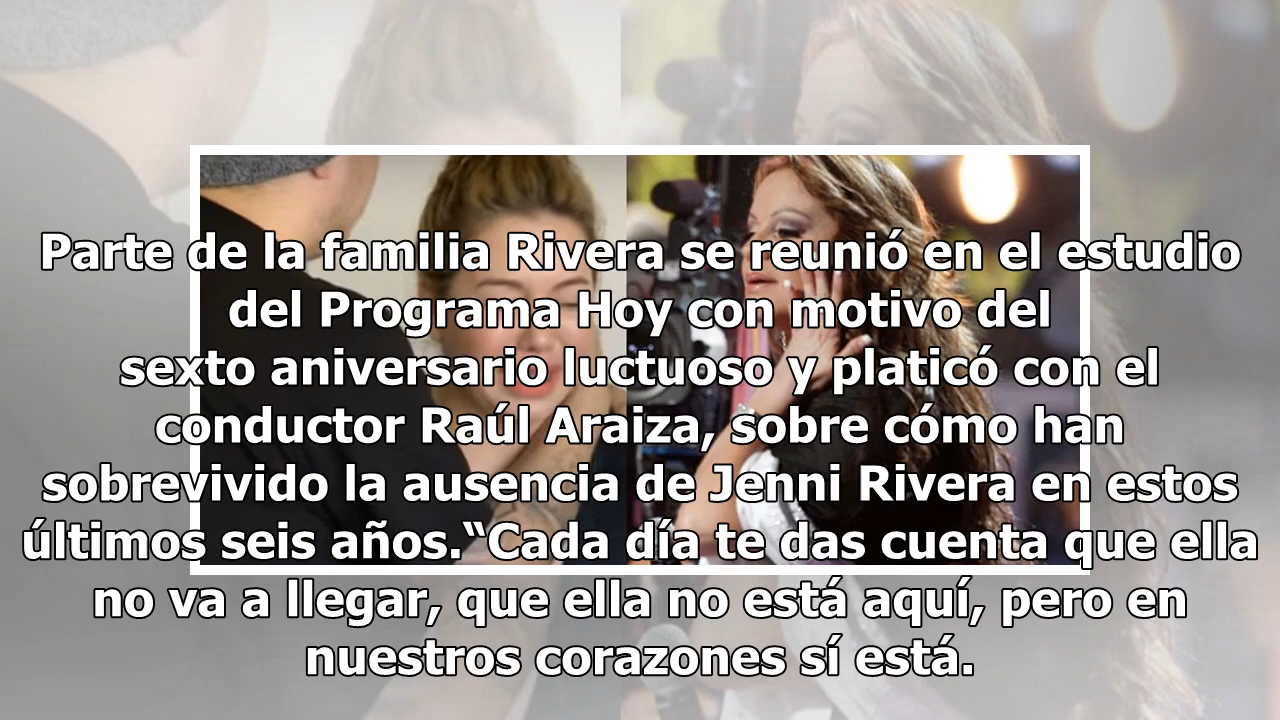 Parte de la familia Rivera se reunió en el estudio
del Programa Hoy con motivo del
sexto aniversario luctuoso y platicó con el
conductor Raúl Araiza, sobre cómo han
sobrevivido la ausencia de Jenni Rivera en estos
últimos seis años.“Cada día te das cuenta que ella
no va a llegar, que ella no está aquí, pero en
nuestros corazones sí está.